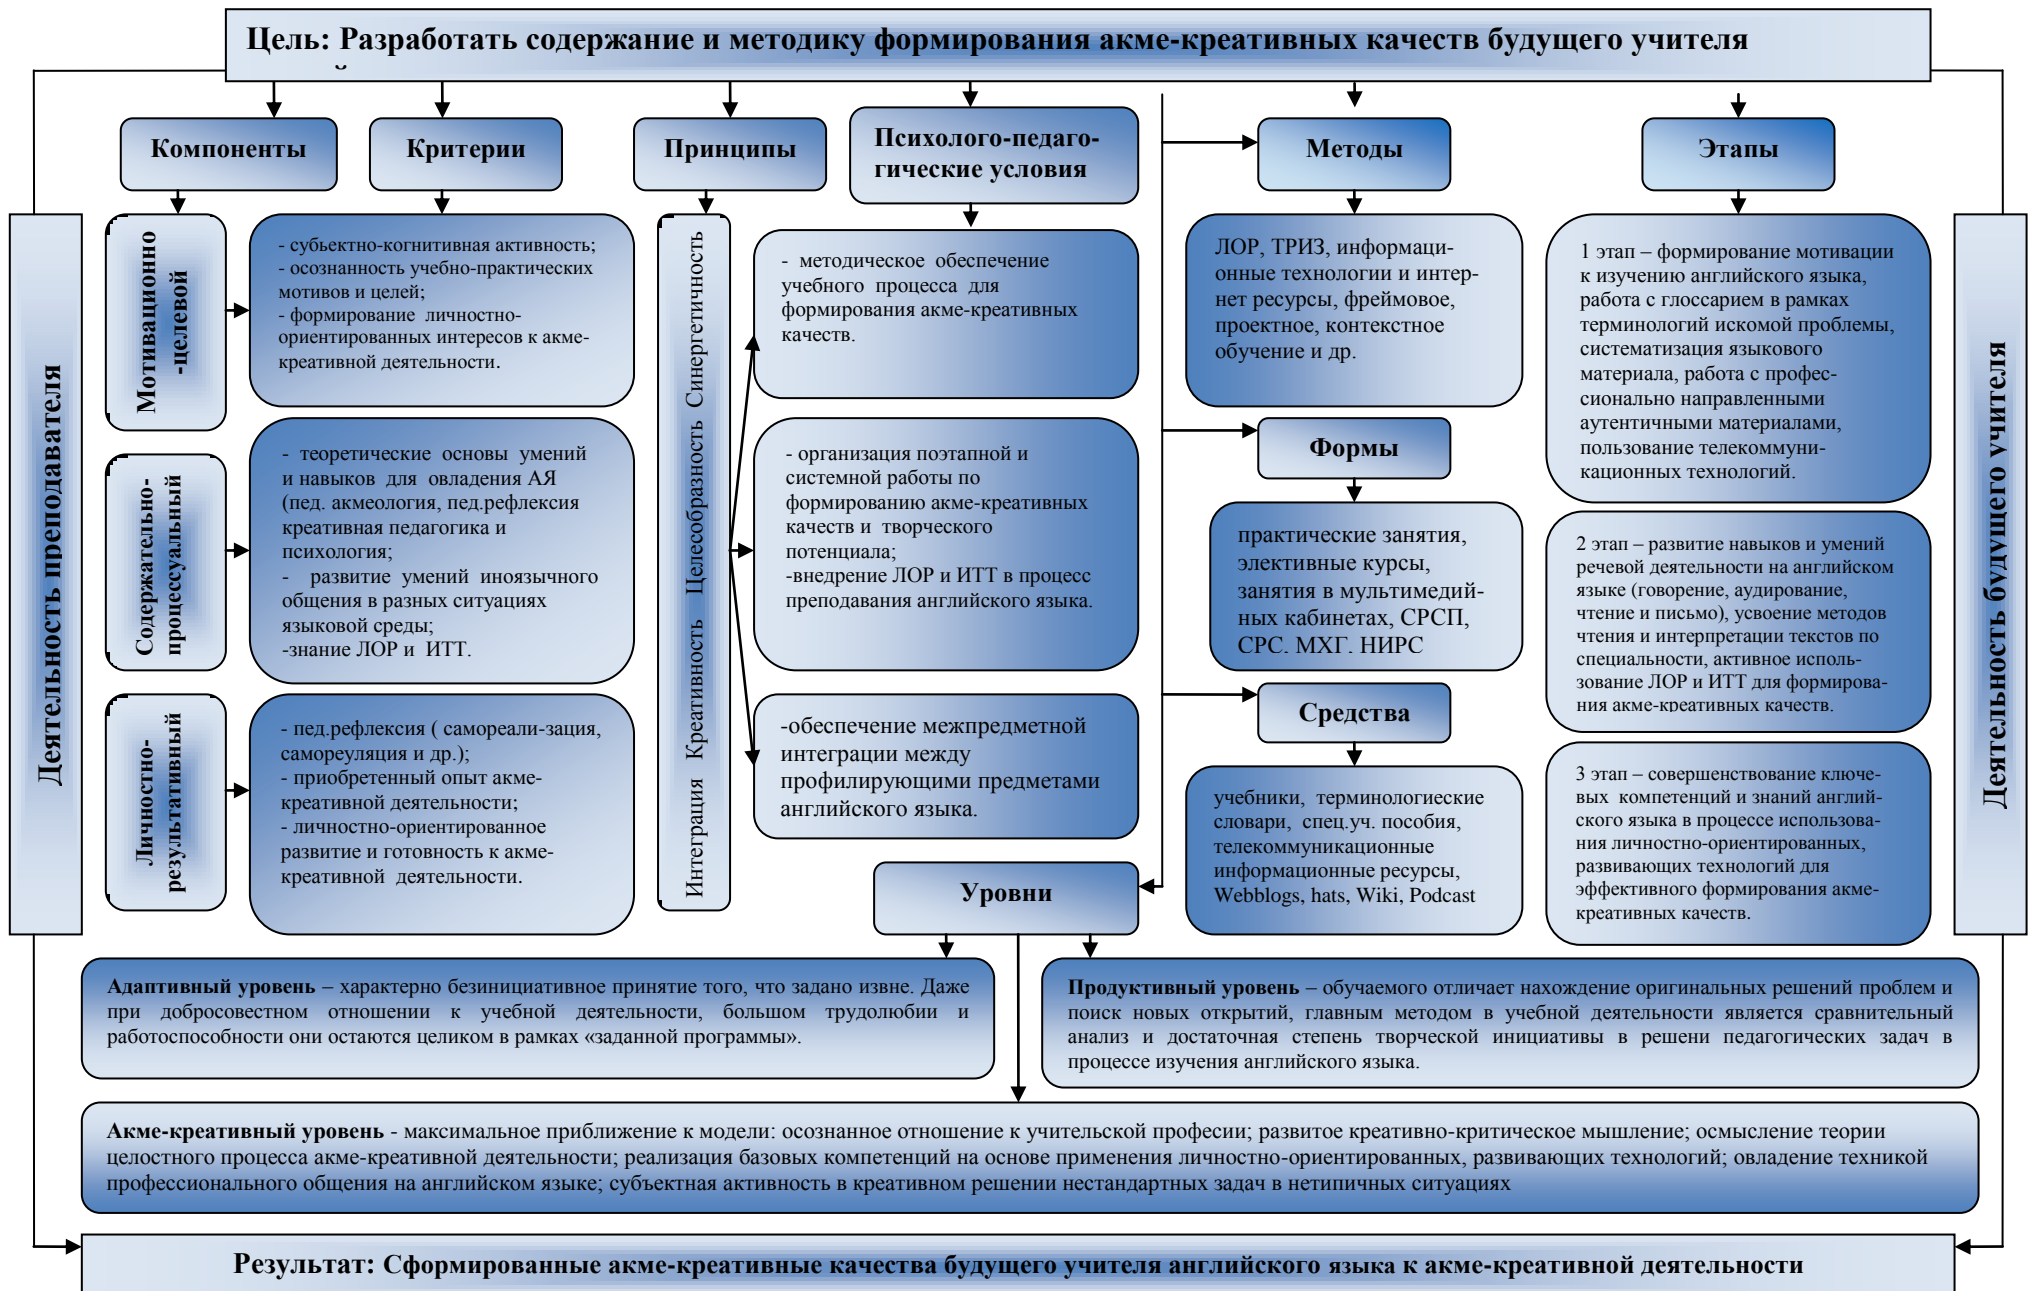 Цель: Разработать содержание и методику формирования акме-креативных качеств будущего учителя
Компоненты
Критерии
Принципы
Психолого-педаго-
гические условия
Методы
Этапы
Деятельность преподавателя
Мотивационно
-целевой
- субьектно-когнитивная активность;
- осознанность учебно-практических
мотивов и целей;
- формирование личностно-
ориентированных интересов к акме-
креативной деятельности.
Содержательно-
процессуальный
- теоретические основы умений
и навыков для овладения АЯ
(пед. акмеология, пед.рефлексия
креативная педагогика и
психология;
- развитие умений иноязычного
общения в разных ситуациях
языковой среды;
-знание ЛОР и ИТТ.
Личностно-
результативный
- пед.рефлексия ( самореали-зация,
самореуляция и др.);
- приобретенный опыт акме-
креативной деятельности;
- личностно-ориентированное
развитие и готовность к акме-
креативной деятельности.
Интеграция Креативность Целесообразность Синергетичность
- методическое обеспечение
учебного процесса для
формирования акме-креативных
качеств.
- организация поэтапной и
системной работы по
формированию акме-креативных
качеств и творческого
потенциала;
-внедрение ЛОР и ИТТ в процесс
преподавания английского языка.
-обеспечение межпредметной
интеграции между
профилирующими предметами
английского языка.
ЛОР, ТРИЗ, информаци-
онные технологии и интер-
нет ресурсы, фреймовое,
проектное, контекстное
обучение и др.
Формы
практические занятия,
элективные курсы,
занятия в мультимедий-
ных кабинетах, СРСП,
СРС, МХГ, НИРС
Средства
учебники, терминологиеские
словари, спец.уч. пособия,
телекоммуникационные
информационные ресурсы,
Webblogs, hats, Wiki, Podcast
1 этап – формирование мотивации
к изучению английского языка,
работа с глоссарием в рамках
терминологий искомой проблемы,
систематизация языкового
материала, работа с профес-
сионально направленными
аутентичными материалами,
пользование телекоммуни-
кационных технологий.
2 этап – развитие навыков и умений
речевой деятельности на английском
языке (говорение, аудирование,
чтение и письмо), усвоение методов
чтения и интерпретации текстов по
специальности, активное исполь-
зование ЛОР и ИТТ для формирова-
ния акме-креативных качеств.
3 этап – совершенствование ключе-
вых компетенций и знаний англий-
ского языка в процессе использова-
ния личностно-ориентированных,
развивающих технологий для
эффективного формирования акме-
креативных качеств.
Деятельность будущего учителя
Уровни
Адаптивный уровень – характерно безинициативное принятие того, что задано извне. Даже
при добросовестном отношении к учебной деятельности, большом трудолюбии и
работоспособности они остаются целиком в рамках «заданной программы».
Продуктивный уровень – обучаемого отличает нахождение оригинальных решений проблем и
поиск новых открытий, главным методом в учебной деятельности является сравнительный
анализ и достаточная степень творческой инициативы в решени педагогических задач в
процессе изучения английского языка.
Акме-креативный уровень - максимальное приближение к модели: осознанное отношение к учительской професии; развитое креативно-критическое мышление; осмысление теории
целостного процесса акме-креативной деятельности; реализация базовых компетенций на основе применения личностно-ориентированных, развивающих технологий; овладение техникой
профессионального общения на английском языке; субъектная активность в креативном решении нестандартных задач в нетипичных ситуациях
Результат: Сформированные акме-креативные качества будущего учителя английского языка к акме-креативной деятельности